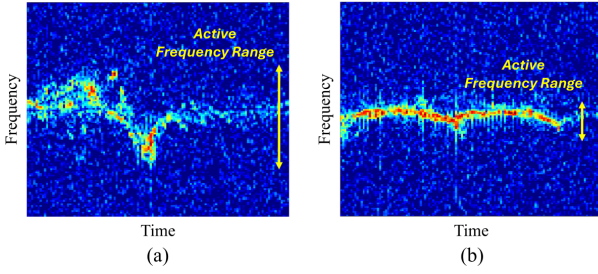 Active
Frequency Range
Frequency
Time
(a)
Active
Frequency Range
Frequency
Time
(b)